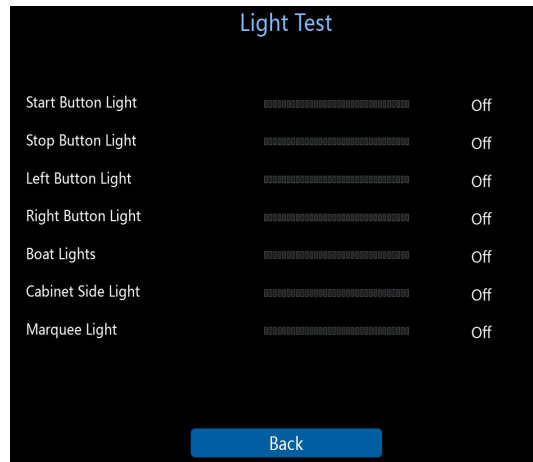 Light Test
Start Button Light Off
Stop Button Light Off
Left Button Light Off
Right Button Light Off
Boat Lights Off
Cabinet Side Light Off
Marquee Light Off
Back